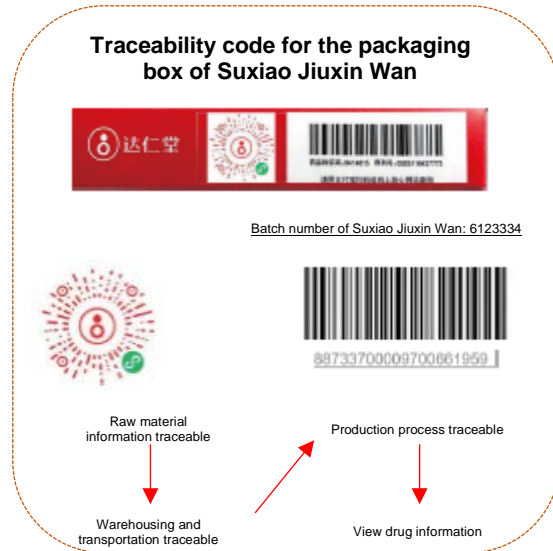 Traceability code for the packaging
box of Suxiao Jiuxin Wan
达仁堂
Batch number of Suxiao Jiuxin Wan: 6123334
88733700009700661959
Raw material
information traceable
Production process traceable
Warehousing and
transportation traceable
View drug information